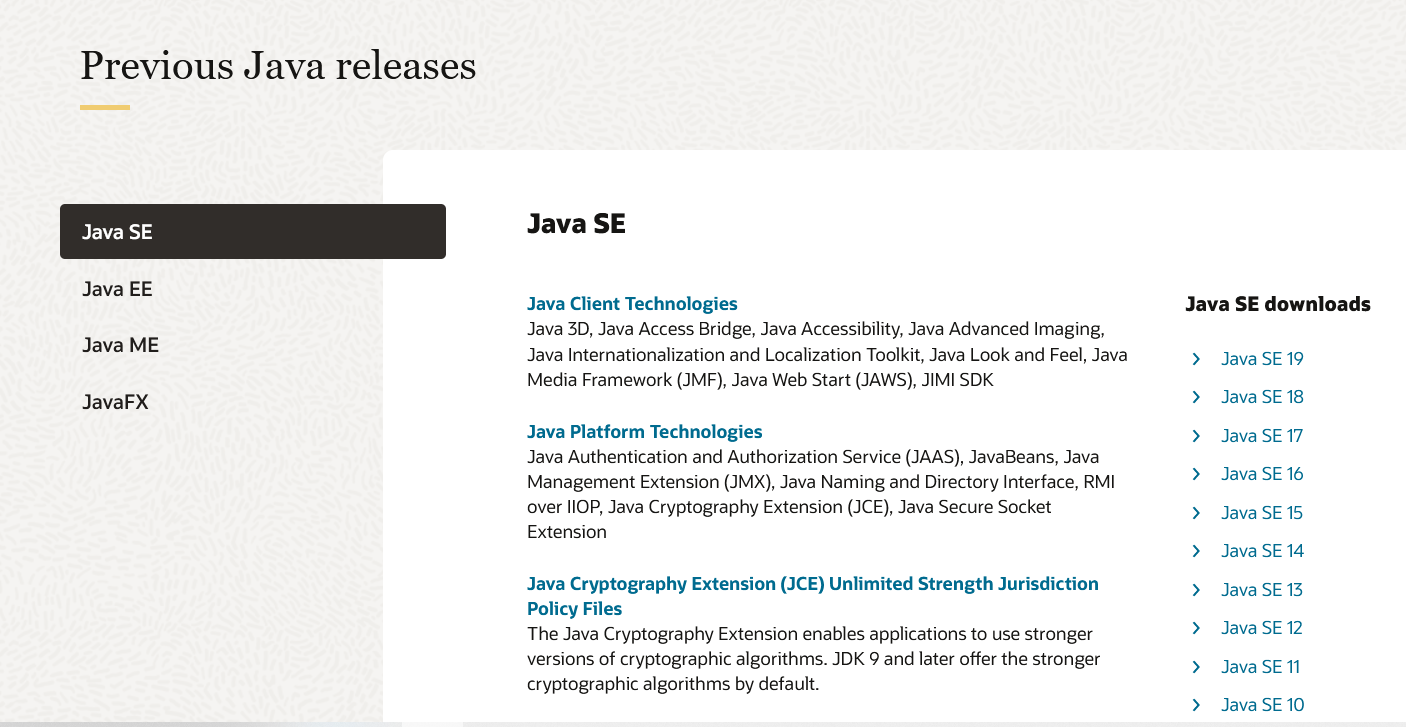 Previous Java releases
Java SE
Java EE
Java ME
JavaFX
Java SE
Java Client Technologies
Java 3D, Java Access Bridge, Java Accessibility, Java Advanced Imaging,
Java Internationalization and Localization Toolkit, Java Look and Feel, Java
Media Framework (JMF), Java Web Start (JAWS), JIMI SDK
Java Platform Technologies
Java Authentication and Authorization Service (JAAS), JavaBeans, Java
Management Extension (JMX), Java Naming and Directory Interface, RMI
over IIOP, Java Cryptography Extension (JCE), Java Secure Socket
Extension
Java Cryptography Extension (JCE) Unlimited Strength Jurisdiction
Policy Files
The Java Cryptography Extension enables applications to use stronger
versions of cryptographic algorithms. JDK 9 and later offer the stronger
cryptographic algorithms by default.
Java SE downloads
Java SE 19
Java SE 18
Java SE 17
Java SE 16
Java SE 15
Java SE 14
Java SE 13
Java SE 12
Java SE 11
Java SE 10